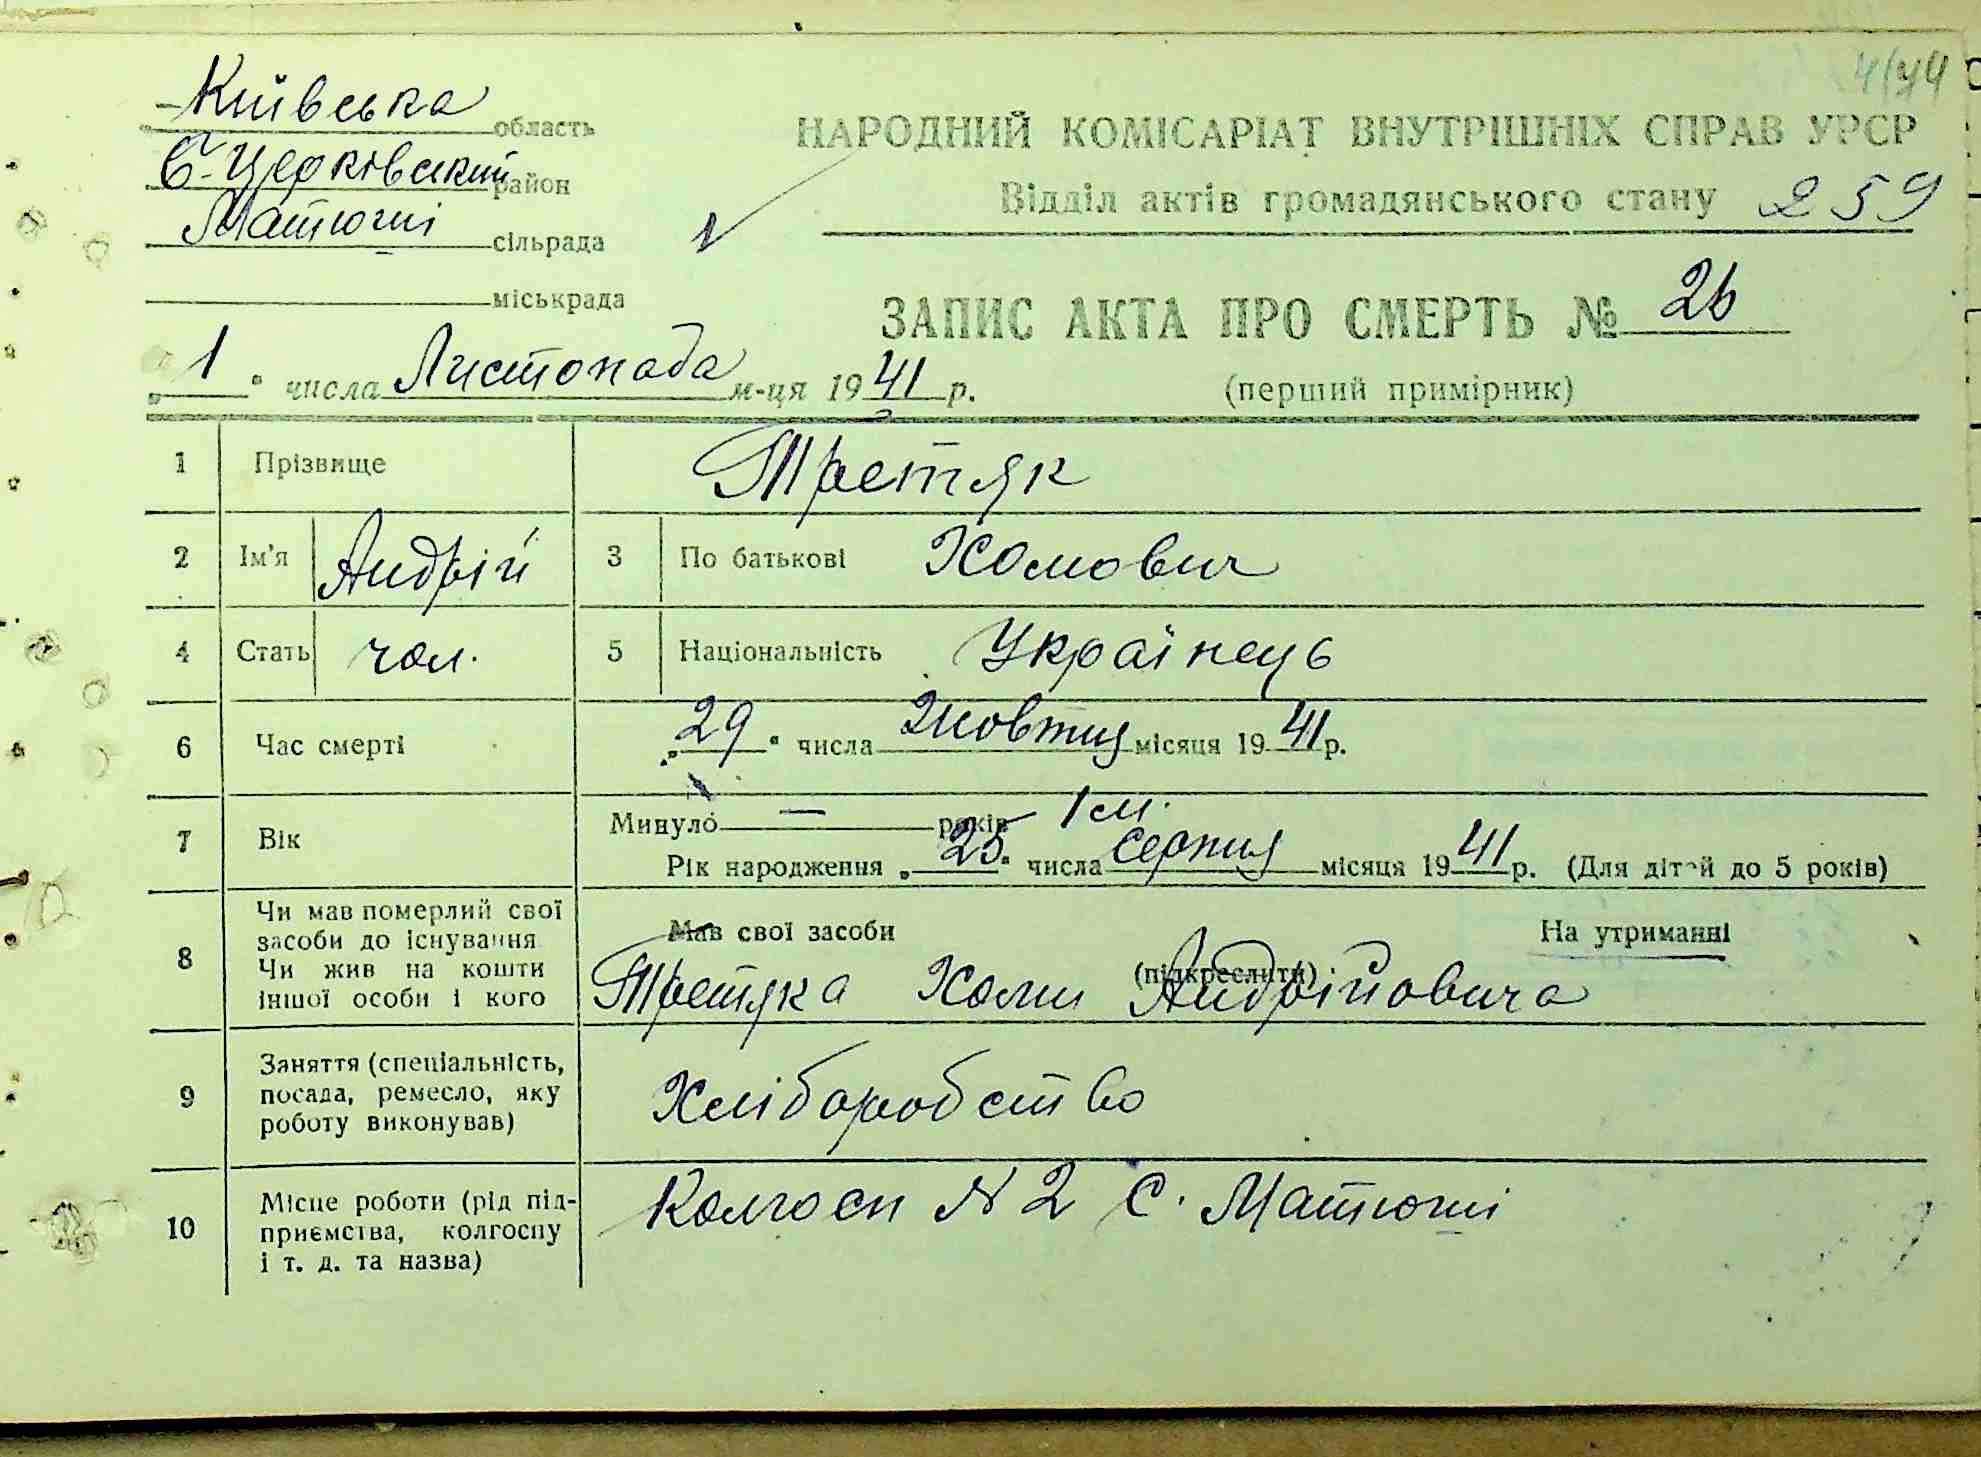 Київська область
НАРОДНИЙ КОМІСАРІАТ ВНУТРІШНІХ СПРАВ УРСР
Б-Церківський район
Відділ актів громадянського стану 259
Матюші сільрада
міськрада
ЗАПИС АКТА ПРО СМЕРТЬ № 26
„1" числа Листопада м-ця 1941 р.
(перший примірник)
1 Прізвище Третяк
2 Ім'я Андрій 3 По батькові Хомович
4 Стать чол. 5 Національність Українець
6 Час смерті „29" числа Жовтня місяця 1941 р.
7 Вік Минуло — років 1 м.
Рік народження „25" числа Серпня місяця 1941 р. (Для дітей до 5 років)
8 Чи мав померлий свої засоби до існування Чи жив на кошти іншої особи і кого
Мав свої засоби На утриманні
(підкреслити)
Третяка Хоми Андрійовича
9 Заняття (спеціальність, посада, ремесло, яку роботу виконував) Хліборобство
10 Місце роботи (рід підприємства, колгоспу і т. д. та назва) Колгосп № 2 С. Матюші